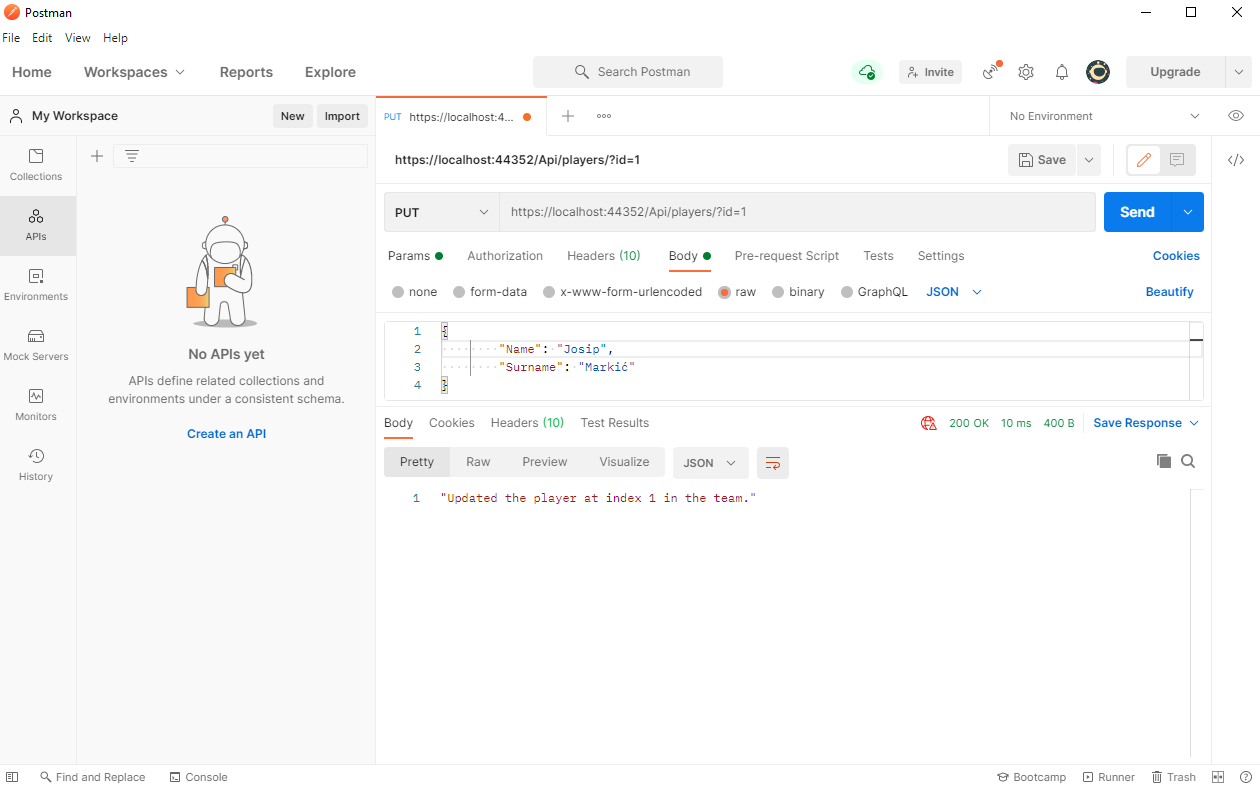 Postman
File Edit View Help
Home Workspaces Reports Explore Search Postman Invite Upgrade
My Workspace New Import PUT https://localhost:4... No Environment
https://localhost:44352/Api/players/?id=1 Save
Collections
APIs
Environments
Mock Servers
Monitors
History
No APIs yet
APIs define related collections and
environments under a consistent schema.
Create an API
PUT https://localhost:44352/Api/players/?id=1 Send
Params Authorization Headers (10) Body Pre-request Script Tests Settings Cookies
none form-data x-www-form-urlencoded raw binary GraphQL JSON Beautify
1 {
2 "Name": "Josip",
3 "Surname": "Markić"
4 }
Body Cookies Headers (10) Test Results 200 OK 10 ms 400 B Save Response
Pretty Raw Preview Visualize JSON
1 "Updated the player at index 1 in the team."
Find and Replace Console Bootcamp Runner Trash